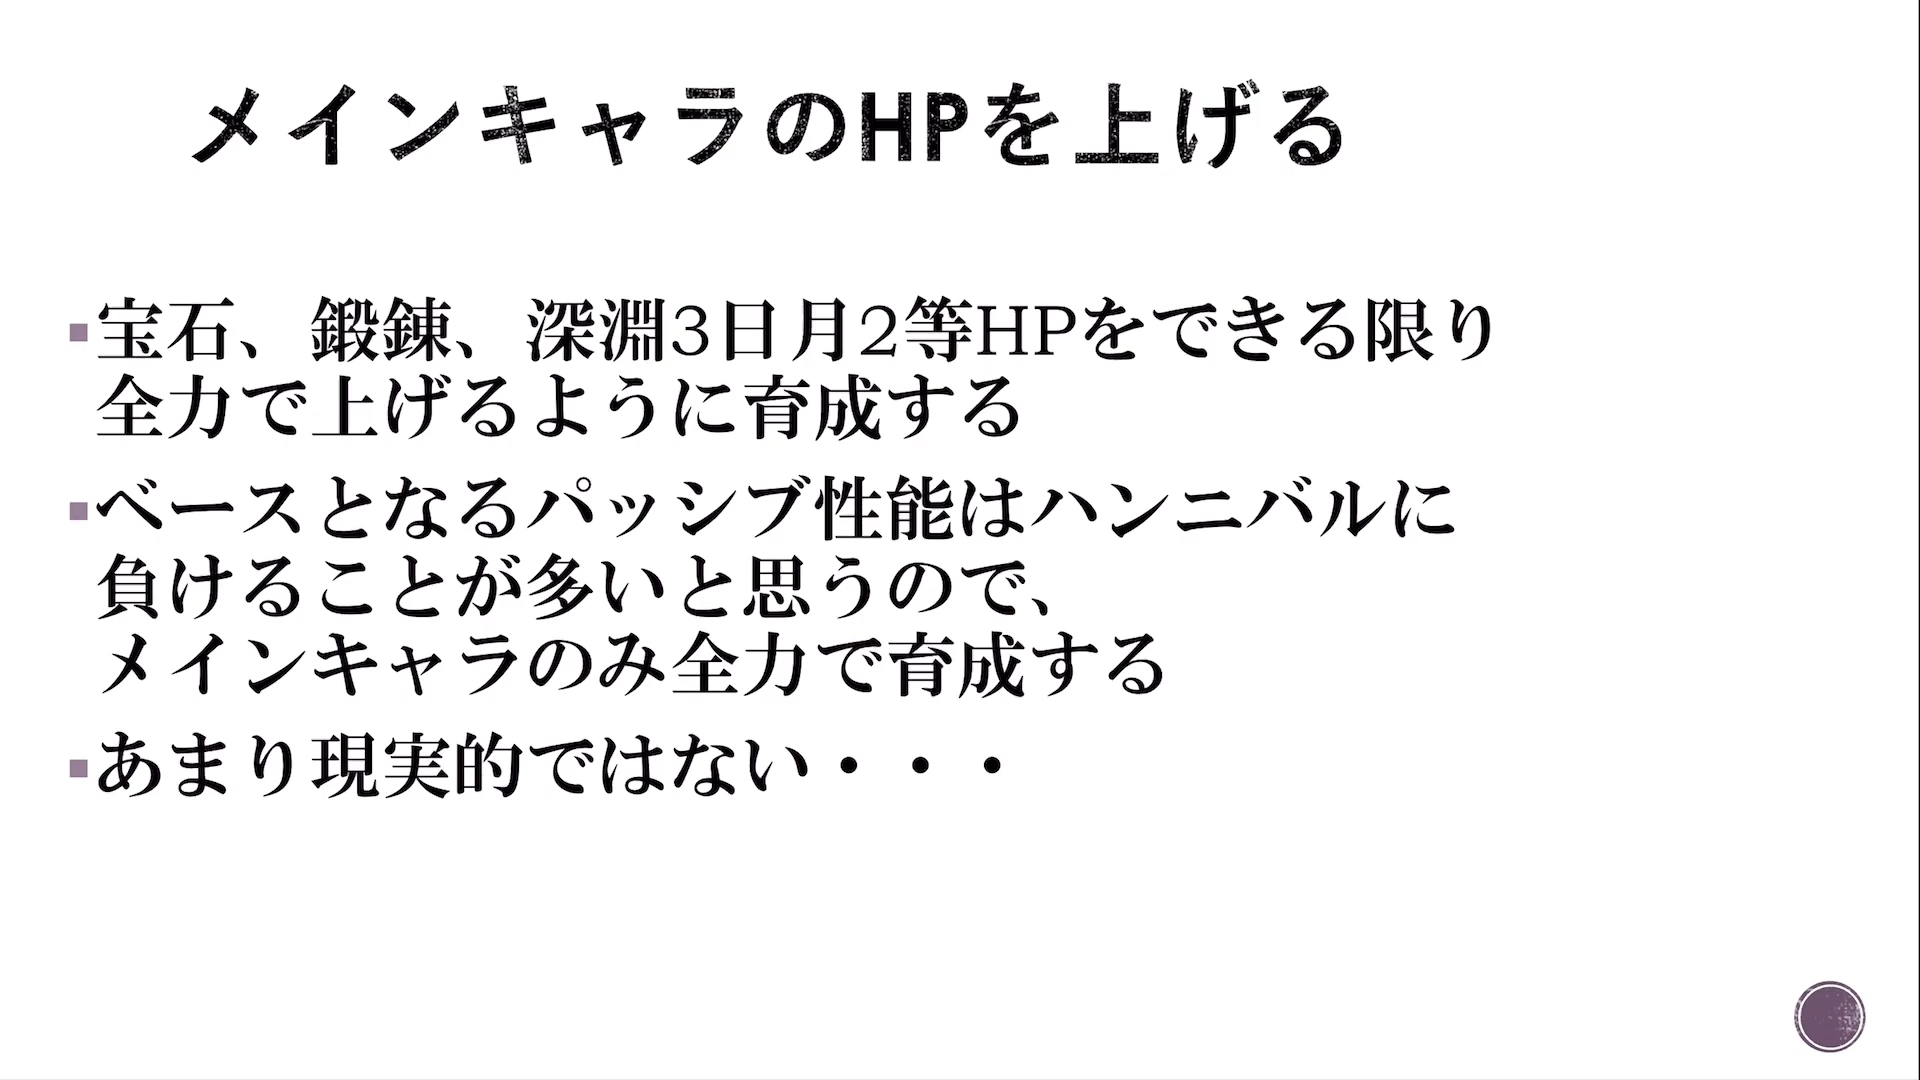 メインキャラのHPを上げる
宝石、鍛錬、深淵3日月2等HPをできる限り
全力で上げるように育成する
ベースとなるパッシブ性能はハンニバルに
負けることが多いと思うので、
メインキャラのみ全力で育成する
あまり現実的ではない・・・